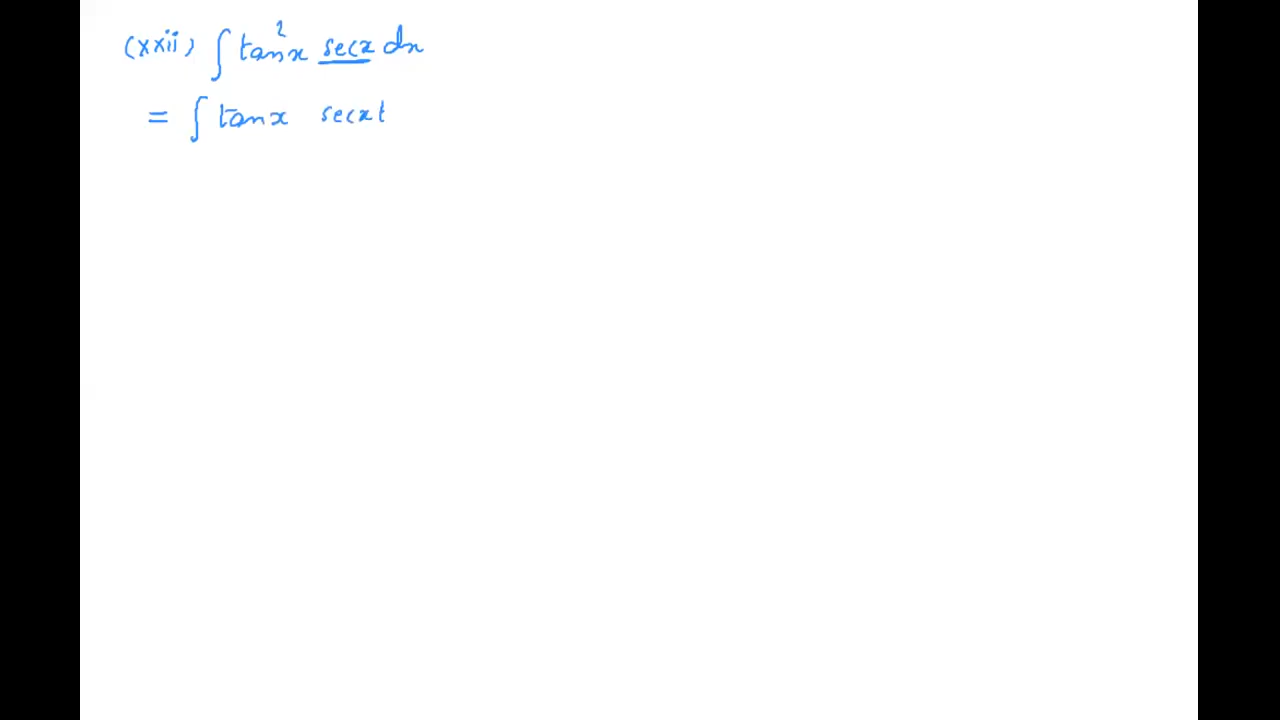 (xxii) ∫ tan²x secx dx
= ∫ tanx secx t